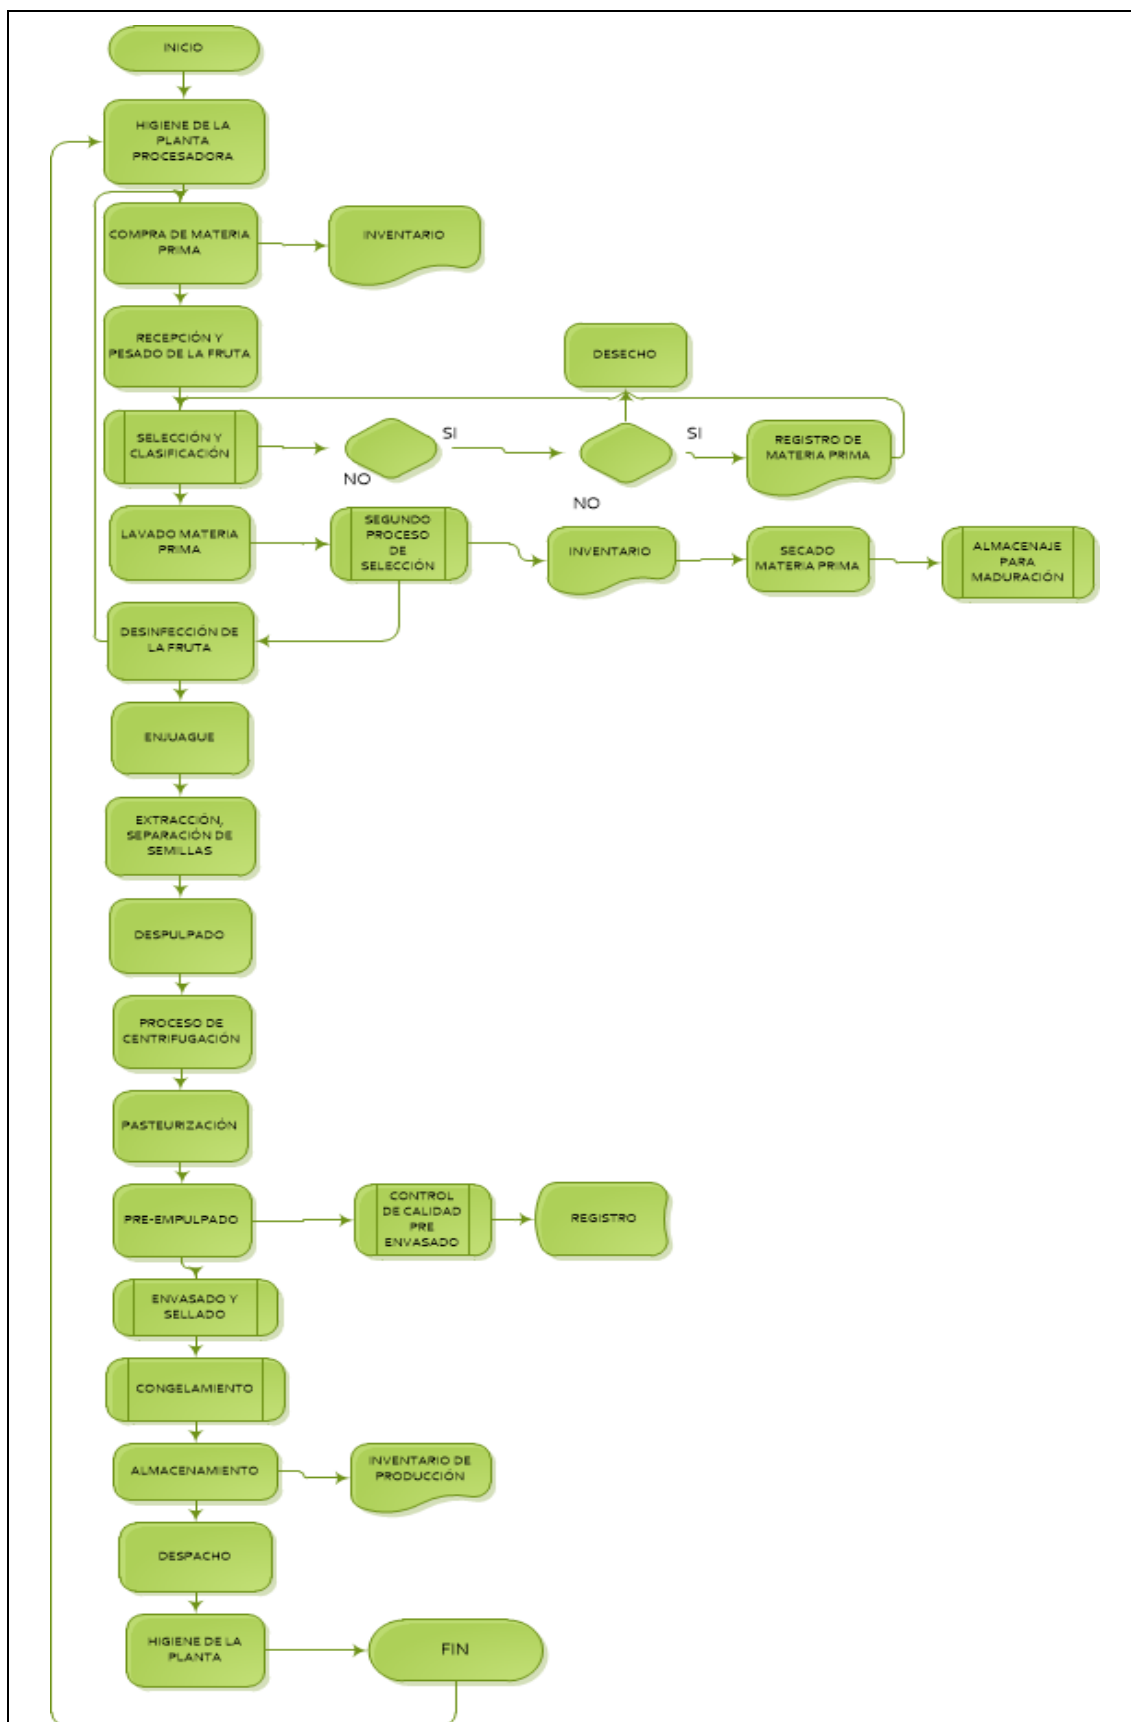 INICIO
HIGIENE DE LA
PLANTA
PROCESADORA
COMPRA DE MATERIA
PRIMA
INVENTARIO
RECEPCIÓN Y
PESADO DE LA FRUTA
DESECHO
SELECCIÓN Y
CLASIFICACIÓN
SI
NO
SI
NO
REGISTRO DE
MATERIA PRIMA
LAVADO MATERIA
PRIMA
SEGUNDO
PROCESO
DE
SELECCIÓN
INVENTARIO
SECADO
MATERIA PRIMA
ALMACENAJE
PARA
MADURACIÓN
DESINFECCIÓN DE
LA FRUTA
ENJUAGUE
EXTRACCIÓN,
SEPARACIÓN DE
SEMILLAS
DESPULPADO
PROCESO DE
CENTRIFUGACIÓN
PASTEURIZACIÓN
PRE-EMPULPADO
CONTROL
DE CALIDAD
PRE
ENVASADO
REGISTRO
ENVASADO Y
SELLADO
CONGELAMIENTO
ALMACENAMIENTO
INVENTARIO DE
PRODUCCIÓN
DESPACHO
HIGIENE DE LA
PLANTA
FIN